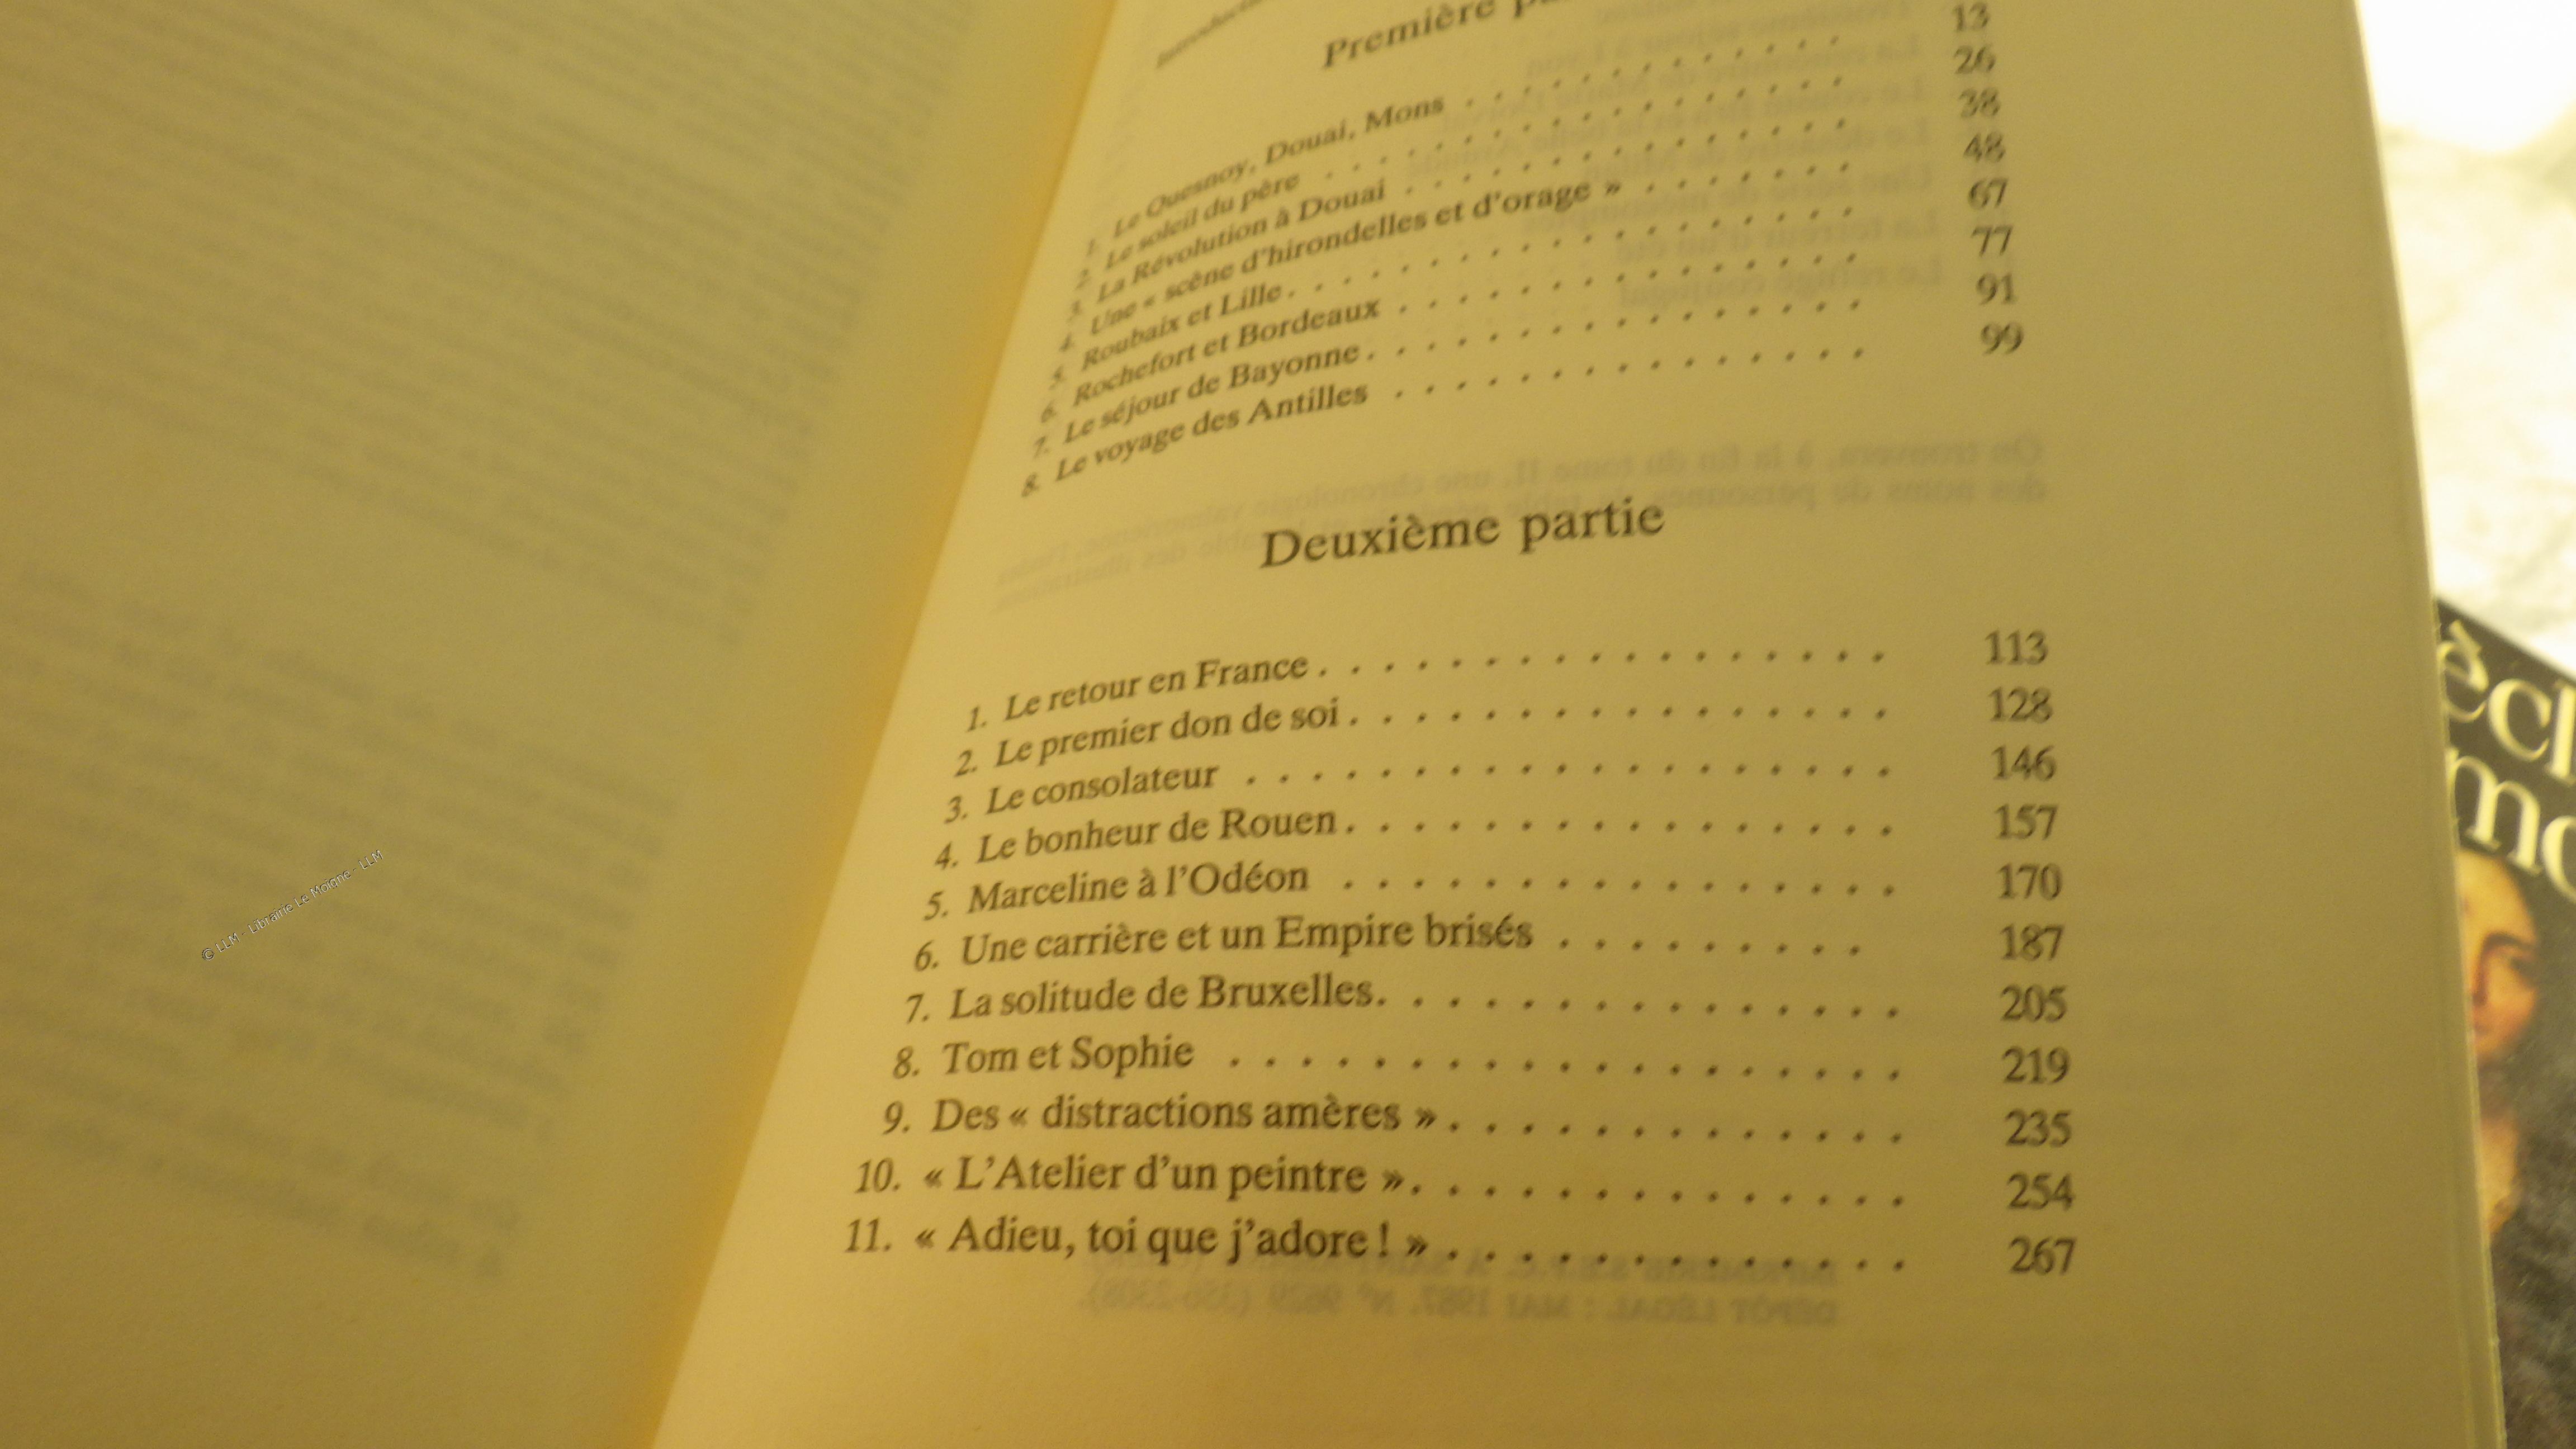 Première
1. Le Quesnoy, Douai, Mons . . . . . . . . . . . . 13
2. Le soleil du père . . . . . . . . . . . . . . . . 26
3. La Révolution à Douai . . . . . . . . . . . . . . 38
4. Une « scène d'hirondelles et d'orage » . . . . . . . 48
5. Roubaix et Lille . . . . . . . . . . . . . . . . . 67
6. Rochefort et Bordeaux . . . . . . . . . . . . . . 77
7. Le séjour de Bayonne . . . . . . . . . . . . . . . 91
8. Le voyage des Antilles . . . . . . . . . . . . . . 99
Deuxième partie
1. Le retour en France . . . . . . . . . . . . . . . . . 113
2. Le premier don de soi . . . . . . . . . . . . . . . . 128
3. Le consolateur . . . . . . . . . . . . . . . . . . . 146
4. Le bonheur de Rouen . . . . . . . . . . . . . . . . 157
5. Marceline à l'Odéon . . . . . . . . . . . . . . . . 170
6. Une carrière et un Empire brisés . . . . . . . . . 187
7. La solitude de Bruxelles . . . . . . . . . . . . . . . 205
8. Tom et Sophie . . . . . . . . . . . . . . . . . . . 219
9. Des « distractions amères » . . . . . . . . . . . . . 235
10. « L'Atelier d'un peintre » . . . . . . . . . . . . . . 254
11. « Adieu, toi que j'adore ! » . . . . . . . . . . . . . 267
© LLM - Librairie Le Moigne - LLM